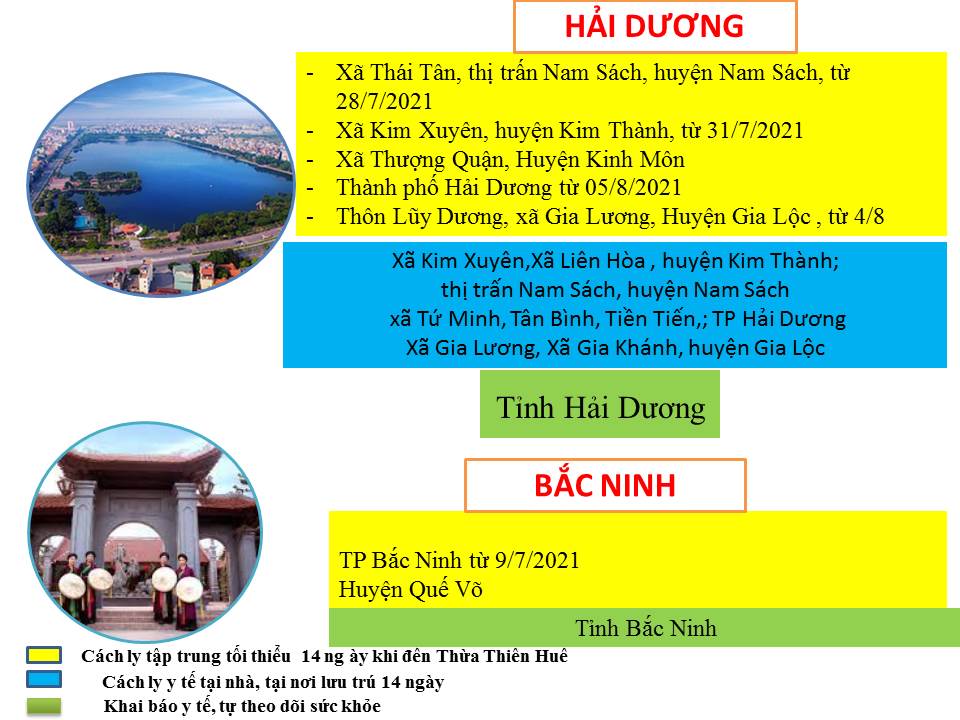 HẢI DƯƠNG
- Xã Thái Tân, thị trấn Nam Sách, huyện Nam Sách, từ
28/7/2021
- Xã Kim Xuyên, huyện Kim Thành, từ 31/7/2021
- Xã Thượng Quận, Huyện Kinh Môn
- Thành phố Hải Dương từ 05/8/2021
- Thôn Lũy Dương, xã Gia Lương, Huyện Gia Lộc , từ 4/8
Xã Kim Xuyên,Xã Liên Hòa , huyện Kim Thành;
thị trấn Nam Sách, huyện Nam Sách
xã Tứ Minh, Tân Bình, Tiền Tiến,; TP Hải Dương
Xã Gia Lương, Xã Gia Khánh, huyện Gia Lộc
Tỉnh Hải Dương
BẮC NINH
TP Bắc Ninh từ 9/7/2021
Huyện Quế Võ
Tỉnh Bắc Ninh
Cách ly tập trung tối thiểu 14 ng ày khi đến Thừa Thiên Huế
Cách ly y tế tại nhà, tại nơi lưu trú 14 ngày
Khai báo y tế, tự theo dõi sức khỏe